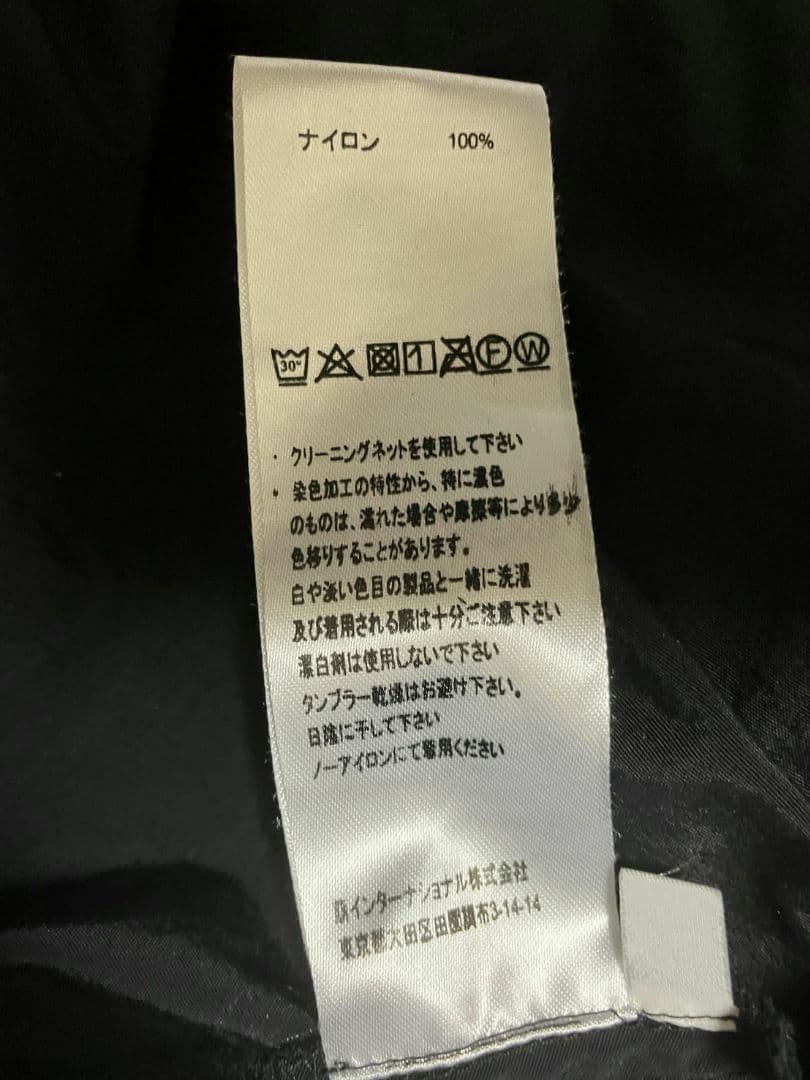 ナイロン 100%
30° 1 F W
・クリーニングネットを使用して下さい
・染色加工の特性から、特に濃色
のものは、濡れた場合や摩擦等により多少
色移りすることがあります。
白や淡い色目の製品と一緒に洗濯
及び着用される際は十分ご注意下さい
漂白剤は使用しないで下さい
タンブラー乾燥はお避け下さい。
日陰に干して下さい
ノーアイロンにて着用ください
インターナショナル株式会社
東京都大田区田園調布3-14-14